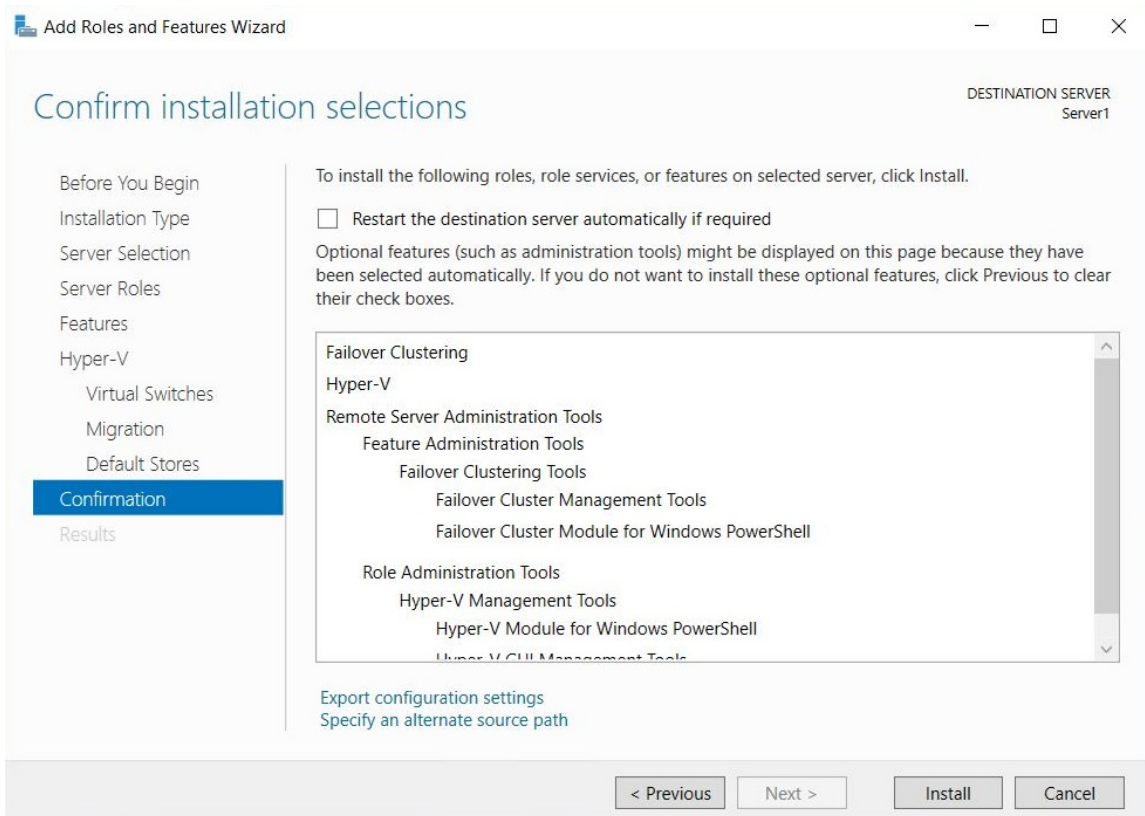 Add Roles and Features Wizard
Confirm installation selections
DESTINATION SERVER
Server1
Before You Begin
Installation Type
Server Selection
Server Roles
Features
Hyper-V
Virtual Switches
Migration
Default Stores
Confirmation
Results
To install the following roles, role services, or features on selected server, click Install.
Restart the destination server automatically if required
Optional features (such as administration tools) might be displayed on this page because they have
been selected automatically. If you do not want to install these optional features, click Previous to clear
their check boxes.
Failover Clustering
Hyper-V
Remote Server Administration Tools
Feature Administration Tools
Failover Clustering Tools
Failover Cluster Management Tools
Failover Cluster Module for Windows PowerShell
Role Administration Tools
Hyper-V Management Tools
Hyper-V Module for Windows PowerShell
Hyper-V GUI Management Tools
Export configuration settings
Specify an alternate source path
< Previous
Next >
Install
Cancel